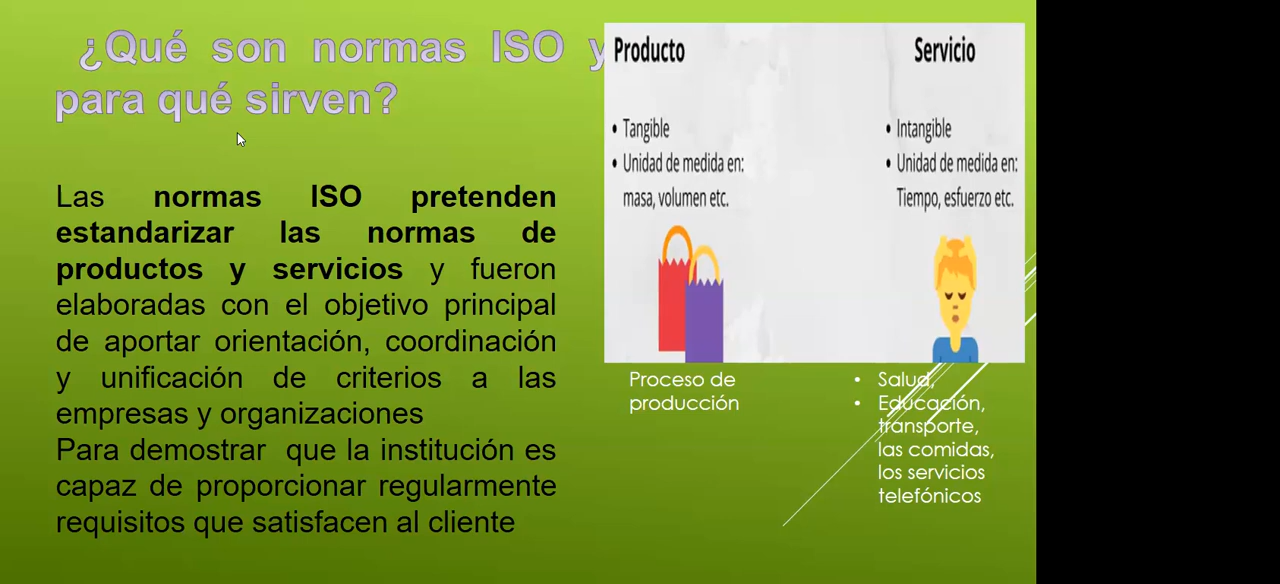 ¿Qué son normas ISO y
para qué sirven?
Las normas ISO pretenden
estandarizar las normas de
productos y servicios y fueron
elaboradas con el objetivo principal
de aportar orientación, coordinación
y unificación de criterios a las
empresas y organizaciones
Para demostrar que la institución es
capaz de proporcionar regularmente
requisitos que satisfacen al cliente
Producto
• Tangible
• Unidad de medida en:
masa, volumen etc.
Proceso de
producción
Servicio
• Intangible
• Unidad de medida en:
Tiempo, esfuerzo etc.
• Salud,
• Educación,
transporte,
las comidas,
los servicios
telefónicos